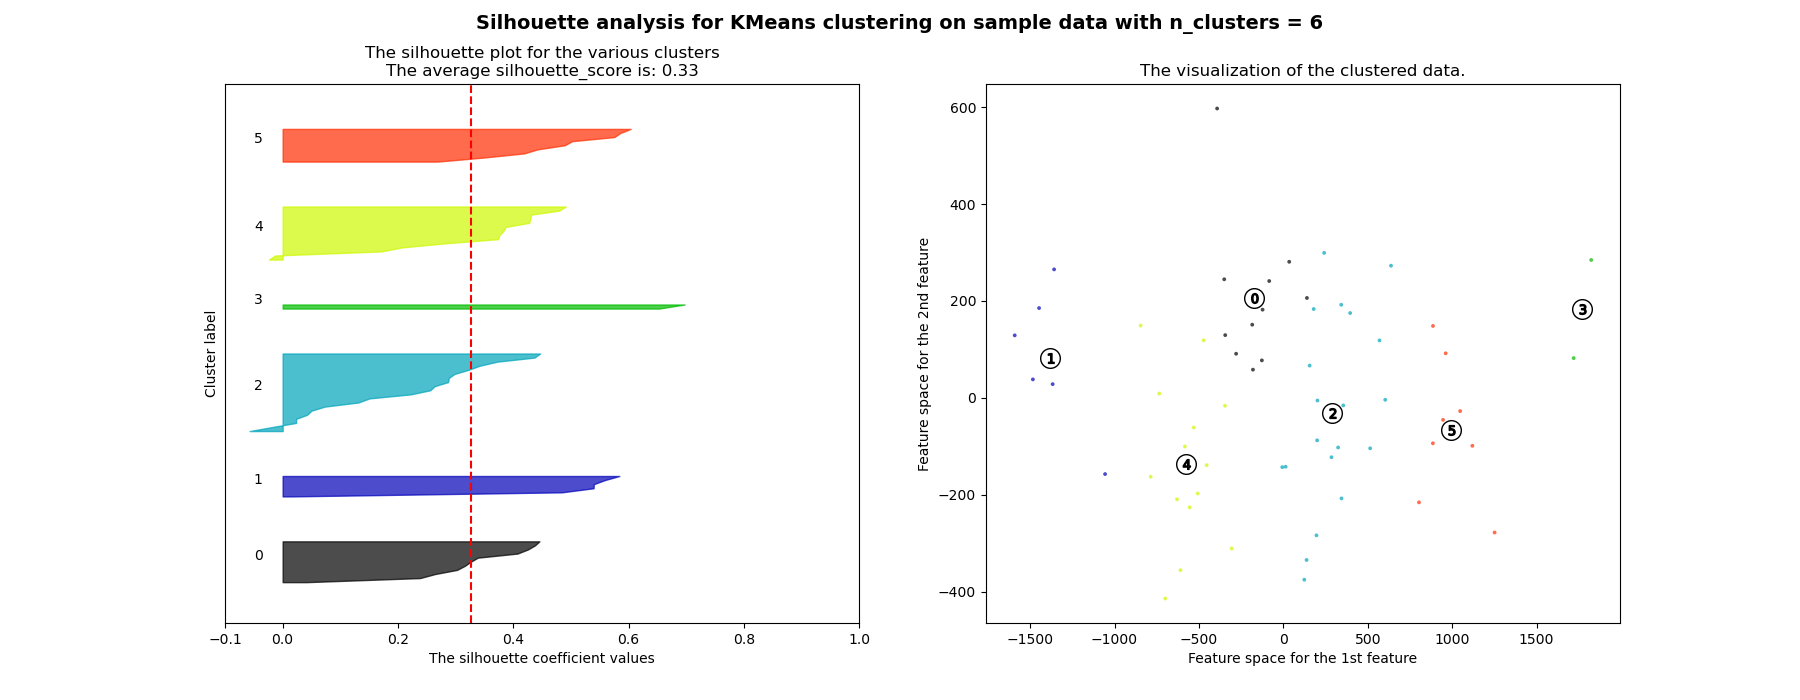 Silhouette analysis for KMeans clustering on sample data with n_clusters = 6
The silhouette plot for the various clusters
The average silhouette_score is: 0.33
Cluster label
5
4
3
2
1
0
−0.1 0.0 0.2 0.4 0.6 0.8 1.0
The silhouette coefficient values
The visualization of the clustered data.
Feature space for the 2nd feature
600
400
200
0
−200
−400
0
3
1
2
5
4
−1500 −1000 −500 0 500 1000 1500
Feature space for the 1st feature